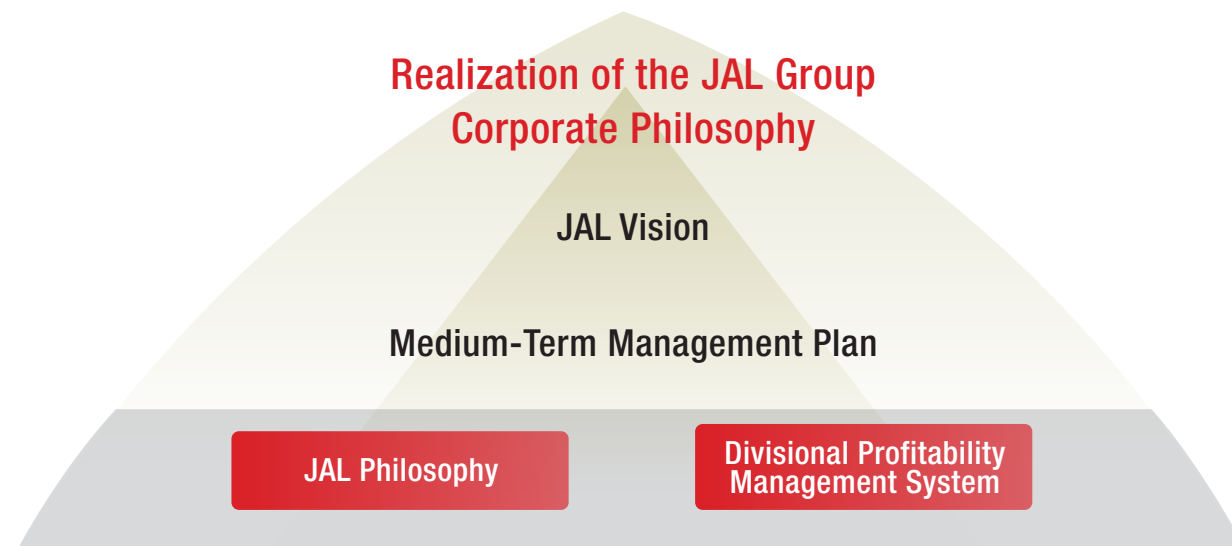 Realization of the JAL Group
Corporate Philosophy
JAL Vision
Medium-Term Management Plan
JAL Philosophy
Divisional Profitability
Management System